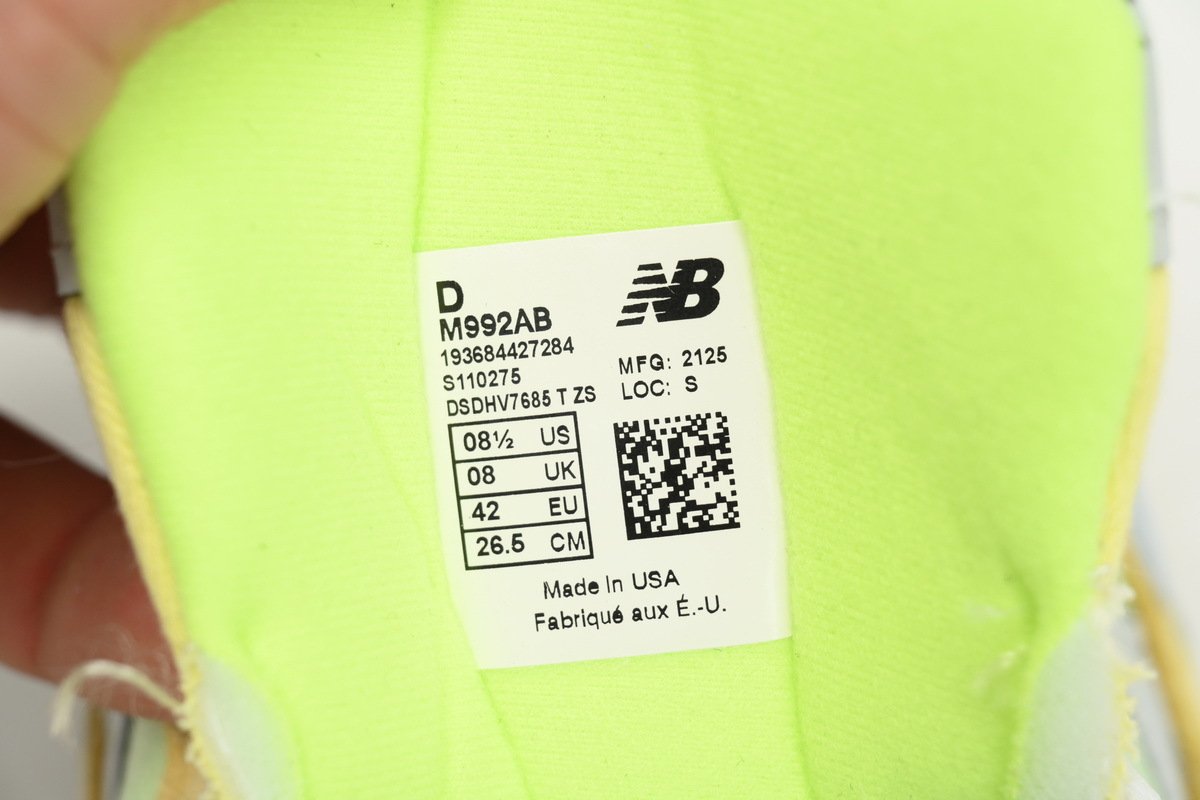 D
NB
M992AB
193684427284
S110275
DSDHV7685 T ZS
MFG: 2125
LOC: S
08½ US
08 UK
42 EU
26.5 CM
Made In USA
Fabriqué aux É.-U.